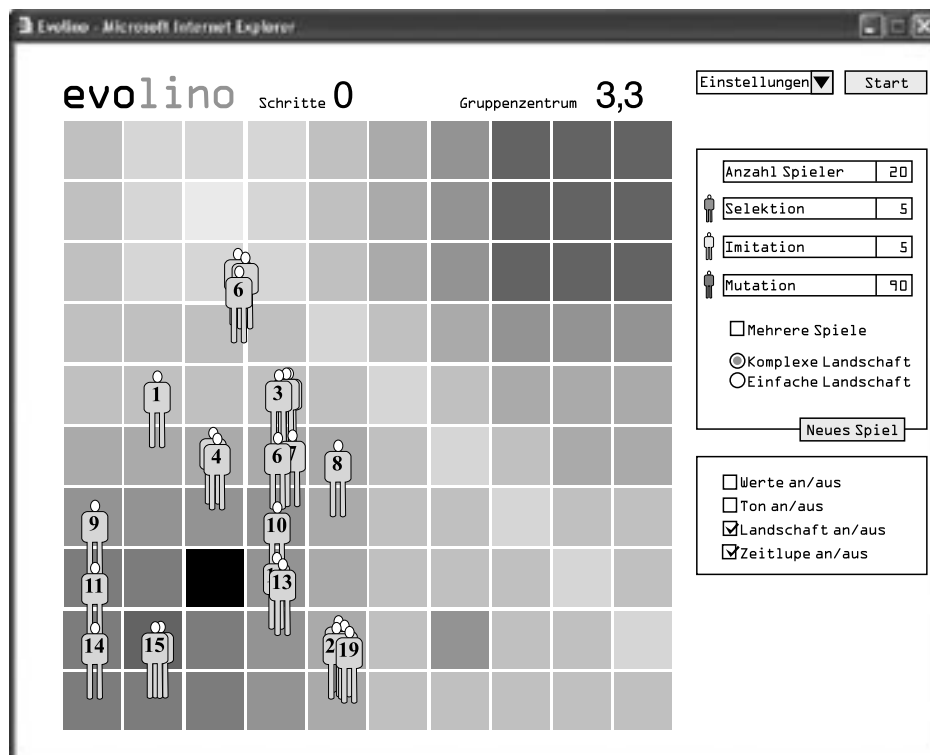 Evolino - Microsoft Internet Explorer
evolino Schritte 0 Gruppenzentrum 3,3
Einstellungen Start
Anzahl Spieler 20
Selektion 5
Imitation 5
Mutation 90
Mehrere Spiele
Komplexe Landschaft
Einfache Landschaft
Neues Spiel
Werte an/aus
Ton an/aus
Landschaft an/aus
Zeitlupe an/aus
6
1 3
4 6 7 8
9 10
11 13
14 15 2 19